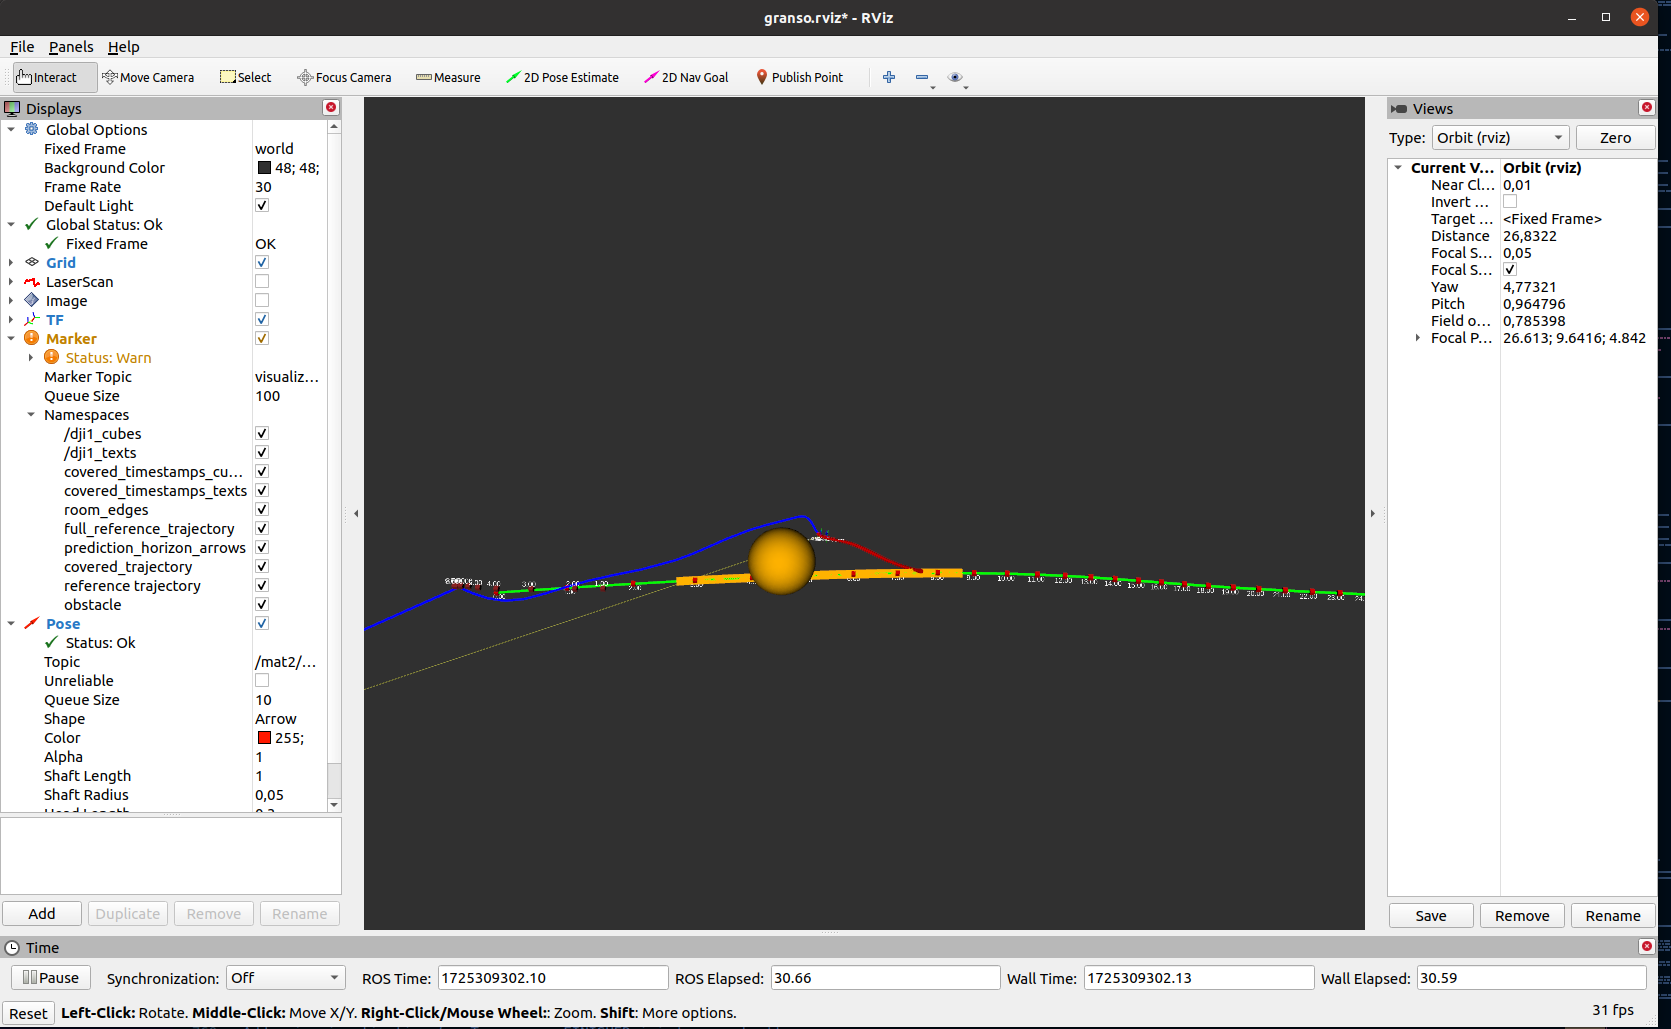 granso.rviz* - RViz
File Panels Help
Interact Move Camera Select Focus Camera Measure 2D Pose Estimate 2D Nav Goal Publish Point
Displays
Global Options
Fixed Frame world
Background Color 48; 48;
Frame Rate 30
Default Light
Global Status: Ok
Fixed Frame OK
Grid
LaserScan
Image
TF
Marker
Status: Warn
Marker Topic visualiz...
Queue Size 100
Namespaces
/dji1_cubes
/dji1_texts
covered_timestamps_cu...
covered_timestamps_texts
room_edges
full_reference_trajectory
prediction_horizon_arrows
covered_trajectory
reference trajectory
obstacle
Pose
Status: Ok
Topic /mat2/...
Unreliable
Queue Size 10
Shape Arrow
Color 255;
Alpha 1
Shaft Length 1
Shaft Radius 0,05
Add Duplicate Remove Rename
4.00 3.00 2.00 1.00
2.00
9.00 10.00 11.00 12.00 13.00 14.00 15.00 16.00 17.00 18.00 19.00 20.00 21.00 22.00 23.00
Views
Type: Orbit (rviz) Zero
Current V... Orbit (rviz)
Near Cl... 0,01
Invert ...
Target ... <Fixed Frame>
Distance 26,8322
Focal S... 0,05
Focal S...
Yaw 4,77321
Pitch 0,964796
Field o... 0,785398
Focal P... 26.613; 9.6416; 4.842
Save Remove Rename
Time
Pause Synchronization: Off ROS Time: 1725309302.10 ROS Elapsed: 30.66 Wall Time: 1725309302.13 Wall Elapsed: 30.59
Reset Left-Click: Rotate. Middle-Click: Move X/Y. Right-Click/Mouse Wheel:: Zoom. Shift: More options. 31 fps